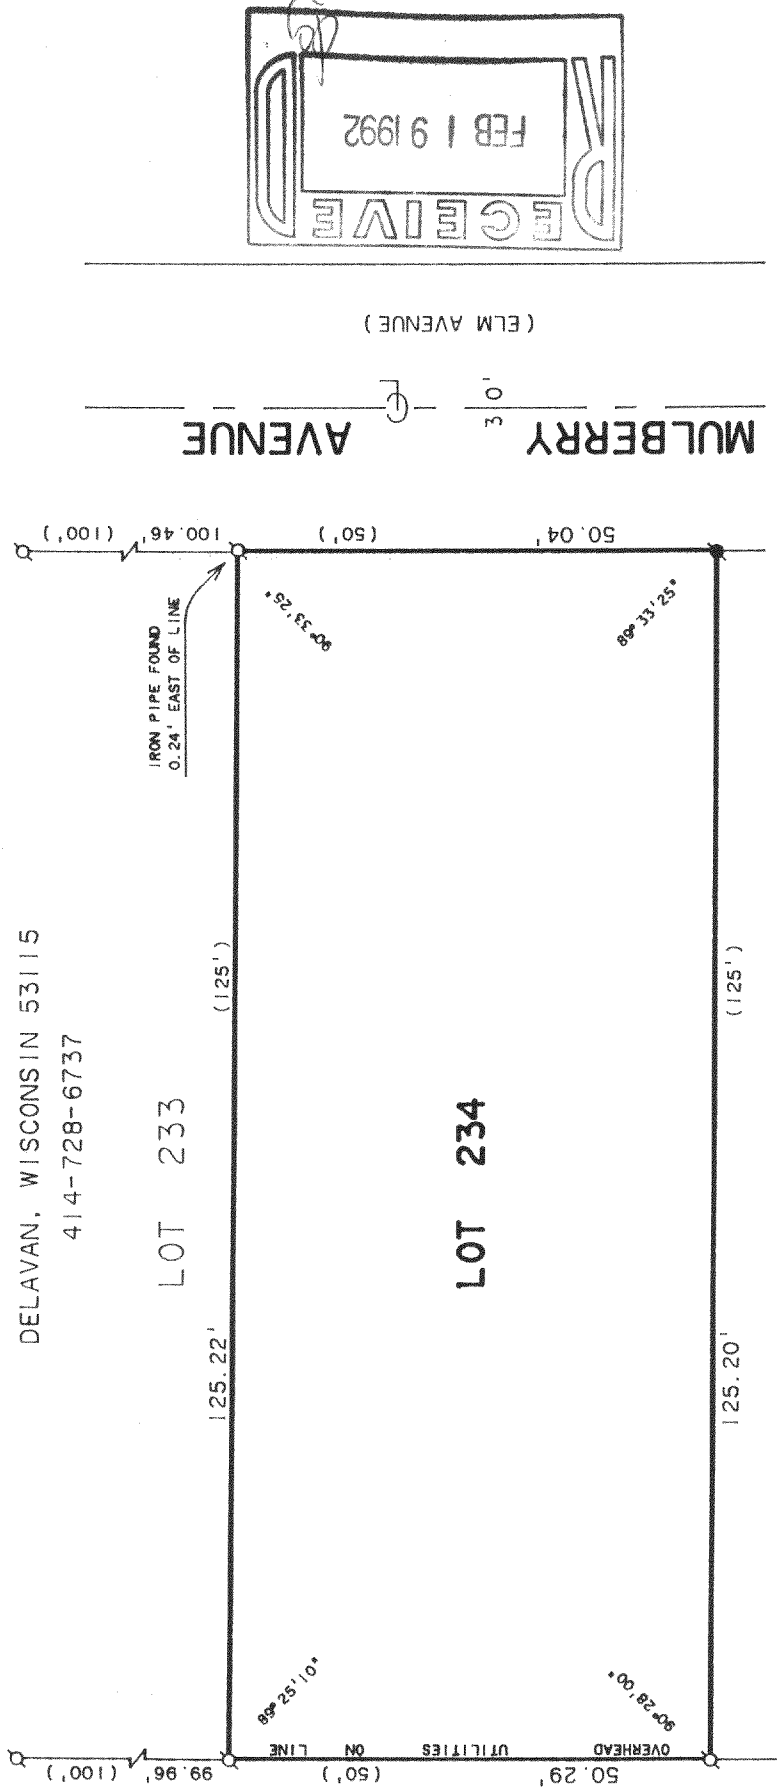 DELAVAN, WISCONSIN 53115
414-728-6737
RECEIVED
FEB 19 1992
(ELM AVENUE)
30'
MULBERRY AVENUE
(100')
100.46'
(50')
50.04'
IRON PIPE FOUND
0.24' EAST OF LINE
90°33'25"
89°33'25"
(125')
125.22'
LOT 233
LOT 234
(125')
125.20'
89°25'10"
90°28'00"
OVERHEAD UTILITIES ON LINE
(100')
99.96'
(50')
50.29'